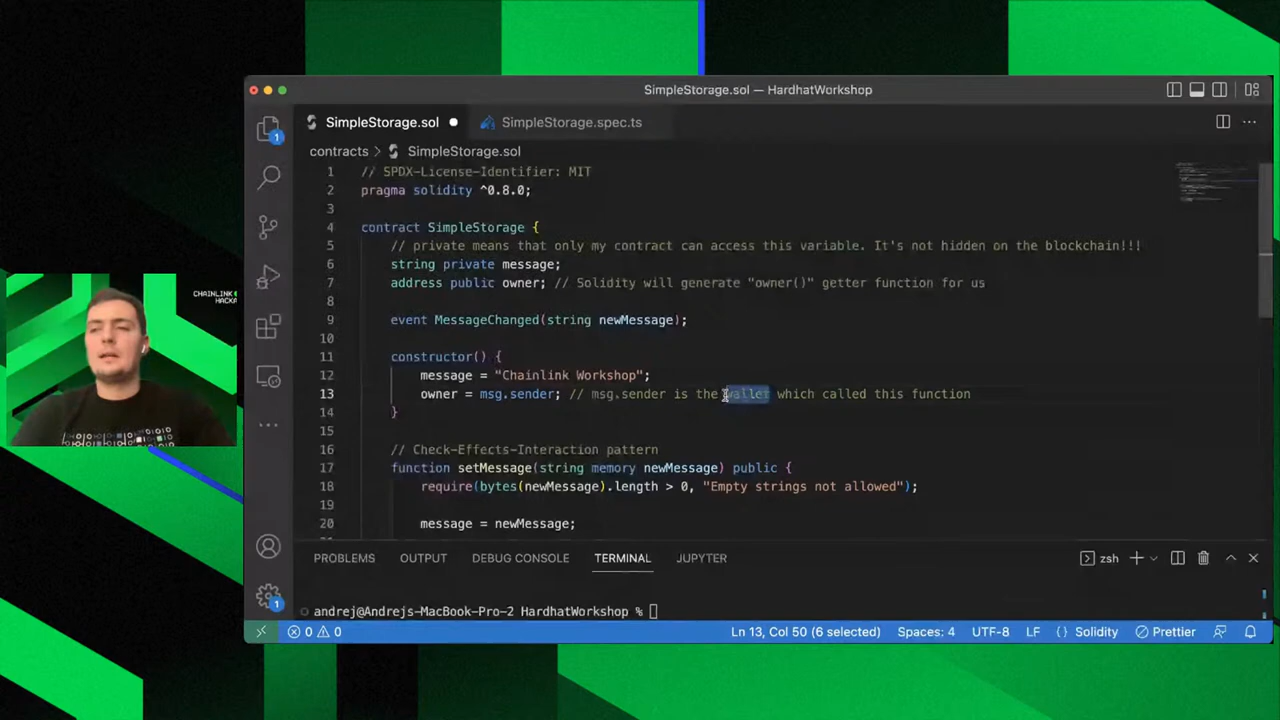 SimpleStorage.sol — HardhatWorkshop
SimpleStorage.sol
SimpleStorage.spec.ts
contracts > SimpleStorage.sol
1 // SPDX-License-Identifier: MIT
2 pragma solidity ^0.8.0;
3
4 contract SimpleStorage {
5 // private means that only my contract can access this variable. It's not hidden on the blockchain!!!
6 string private message;
7 address public owner; // Solidity will generate "owner()" getter function for us
8
9 event MessageChanged(string newMessage);
10
11 constructor() {
12 message = "Chainlink Workshop";
13 owner = msg.sender; // msg.sender is the wallet which called this function
14 }
15
16 // Check-Effects-Interaction pattern
17 function setMessage(string memory newMessage) public {
18 require(bytes(newMessage).length > 0, "Empty strings not allowed");
19
20 message = newMessage;
PROBLEMS OUTPUT DEBUG CONSOLE TERMINAL JUPYTER zsh
andrej@Andrejs-MacBook-Pro-2 HardhatWorkshop %
0 0 Ln 13, Col 50 (6 selected) Spaces: 4 UTF-8 LF {} Solidity Prettier
1
1
CHAINLINK
HACKA